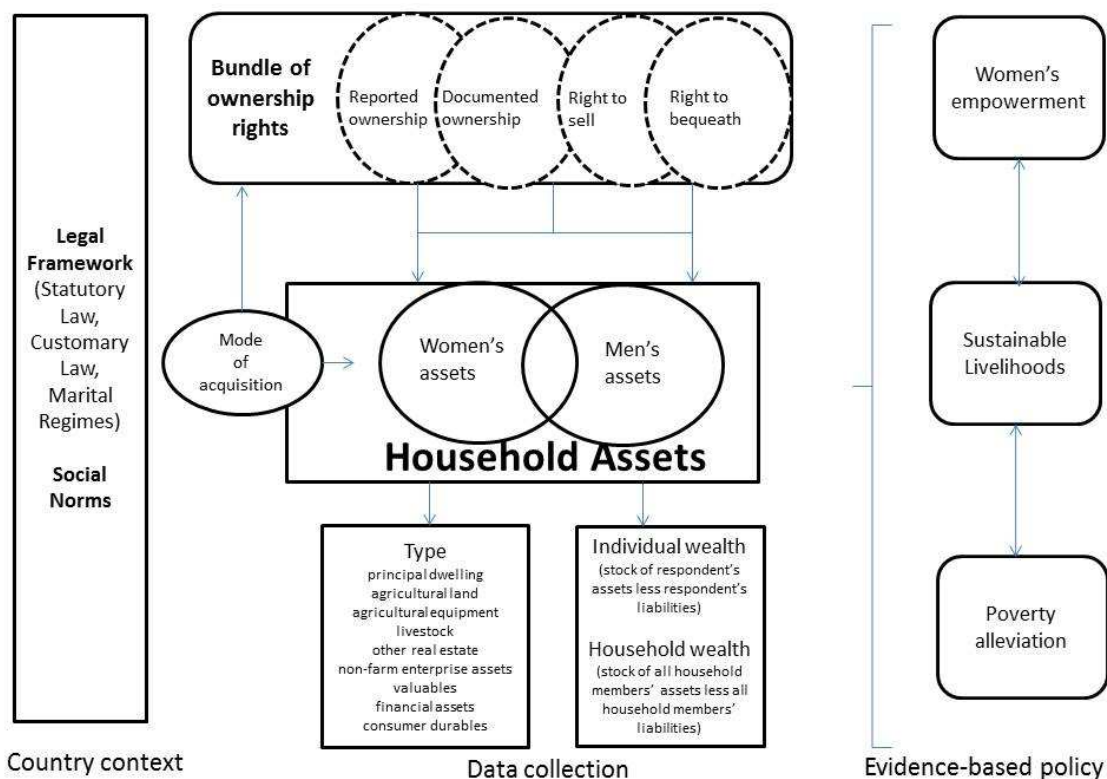 Legal
Framework
(Statutory
Law,
Customary
Law,
Marital
Regimes)
Social
Norms
Country context
Bundle of
ownership
rights
Reported
ownership
Documented
ownership
Right to
sell
Right to
bequeath
Mode
of
acquisition
Women's
assets
Men's
assets
Household Assets
Type
principal dwelling
agricultural land
agricultural equipment
livestock
other real estate
non-farm enterprise assets
valuables
financial assets
consumer durables
Individual wealth
(stock of respondent's
assets less respondent's
liabilities)
Household wealth
(stock of all household
members' assets less all
household members'
liabilities)
Data collection
Women's
empowerment
Sustainable
Livelihoods
Poverty
alleviation
Evidence-based policy